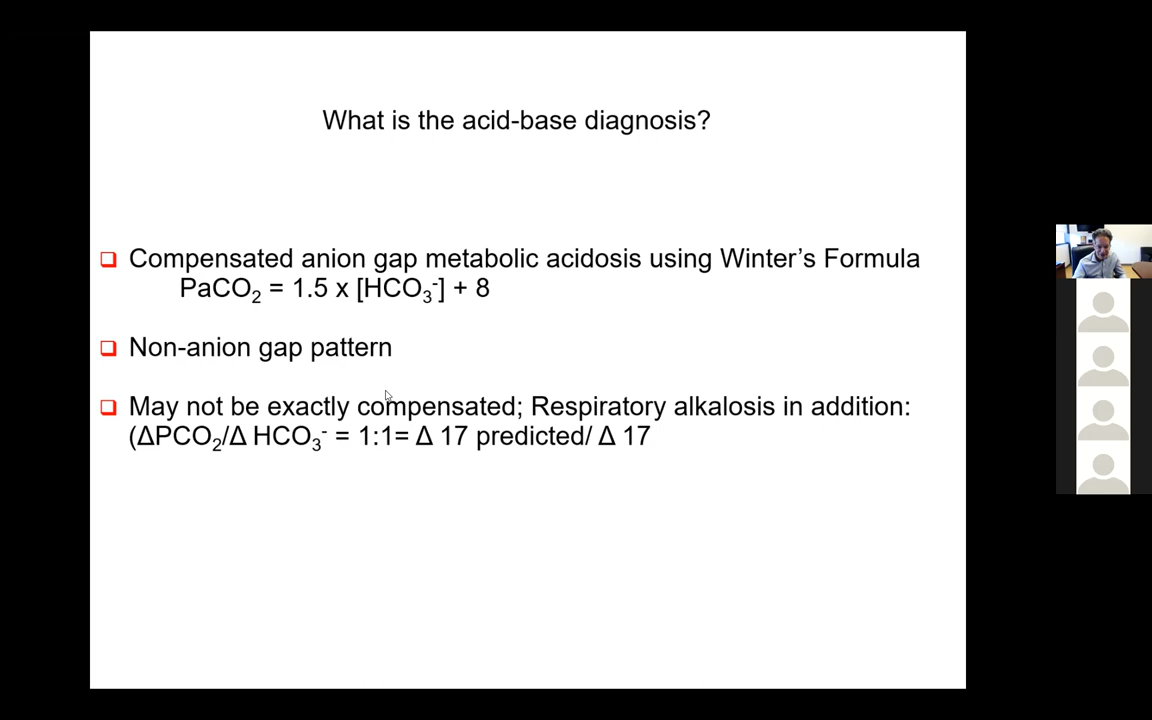 What is the acid-base diagnosis?
Compensated anion gap metabolic acidosis using Winter’s Formula
PaCO₂ = 1.5 x [HCO₃⁻] + 8
Non-anion gap pattern
May not be exactly compensated; Respiratory alkalosis in addition:
(ΔPCO₂/Δ HCO₃⁻ = 1:1= Δ 17 predicted/ Δ 17